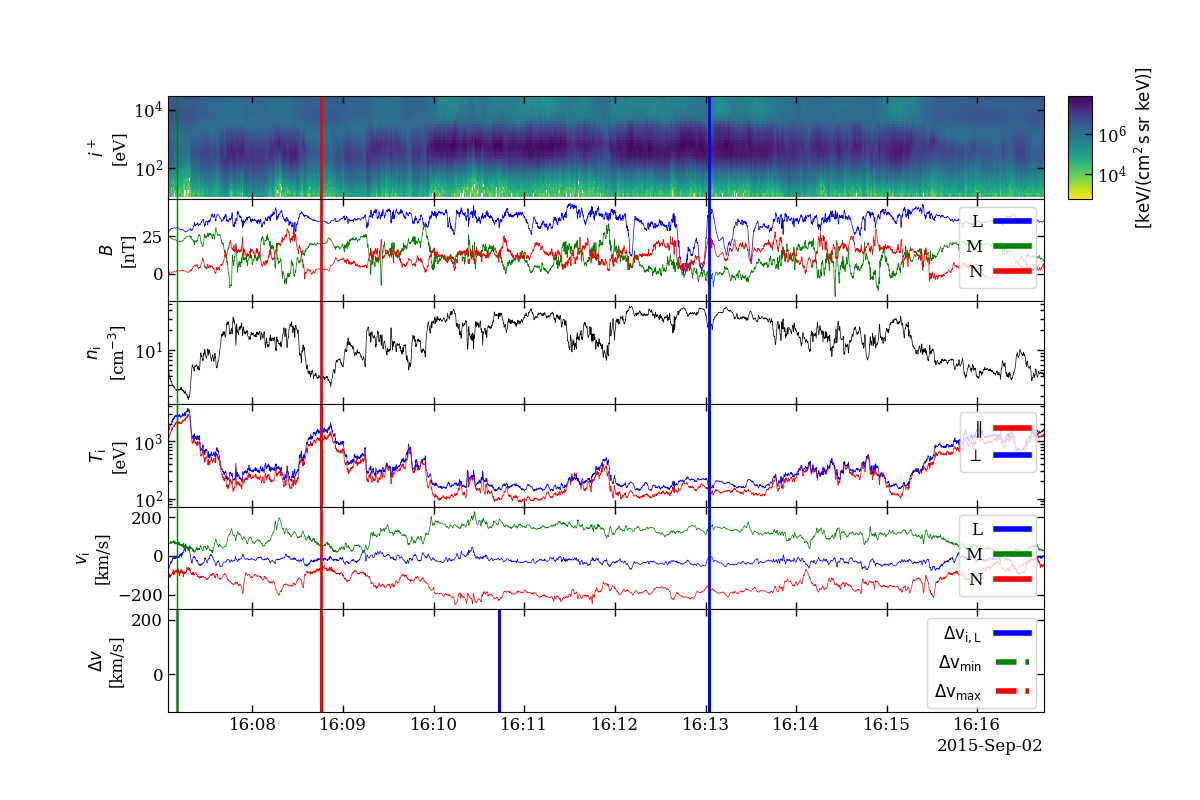 10⁴
10²
i⁺
[eV]
10⁶
10⁴
[keV/(cm² s sr keV)]
25
0
B
[nT]
L
M
N
10¹
nᵢ
[cm⁻³]
10³
10²
Tᵢ
[eV]
∥
⊥
200
0
−200
vᵢ
[km/s]
L
M
N
200
0
Δv
[km/s]
Δv_i,L
Δv_min
Δv_max
16:08 16:09 16:10 16:11 16:12 16:13 16:14 16:15 16:16
2015-Sep-02